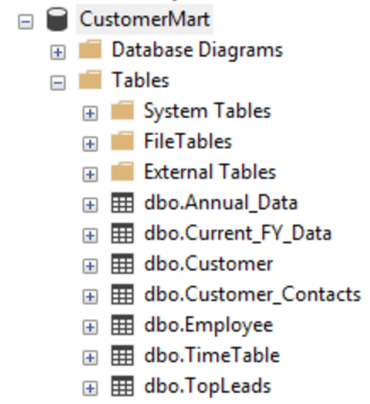 CustomerMart
Database Diagrams
Tables
System Tables
FileTables
External Tables
dbo.Annual_Data
dbo.Current_FY_Data
dbo.Customer
dbo.Customer_Contacts
dbo.Employee
dbo.TimeTable
dbo.TopLeads